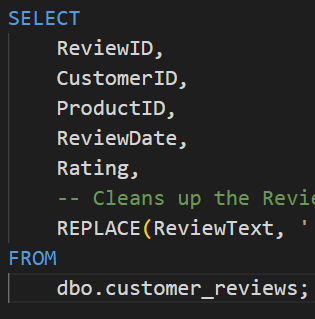 SELECT
ReviewID,
CustomerID,
ProductID,
ReviewDate,
Rating,
-- Cleans up the Revie
REPLACE(ReviewText, '
FROM
dbo.customer_reviews;